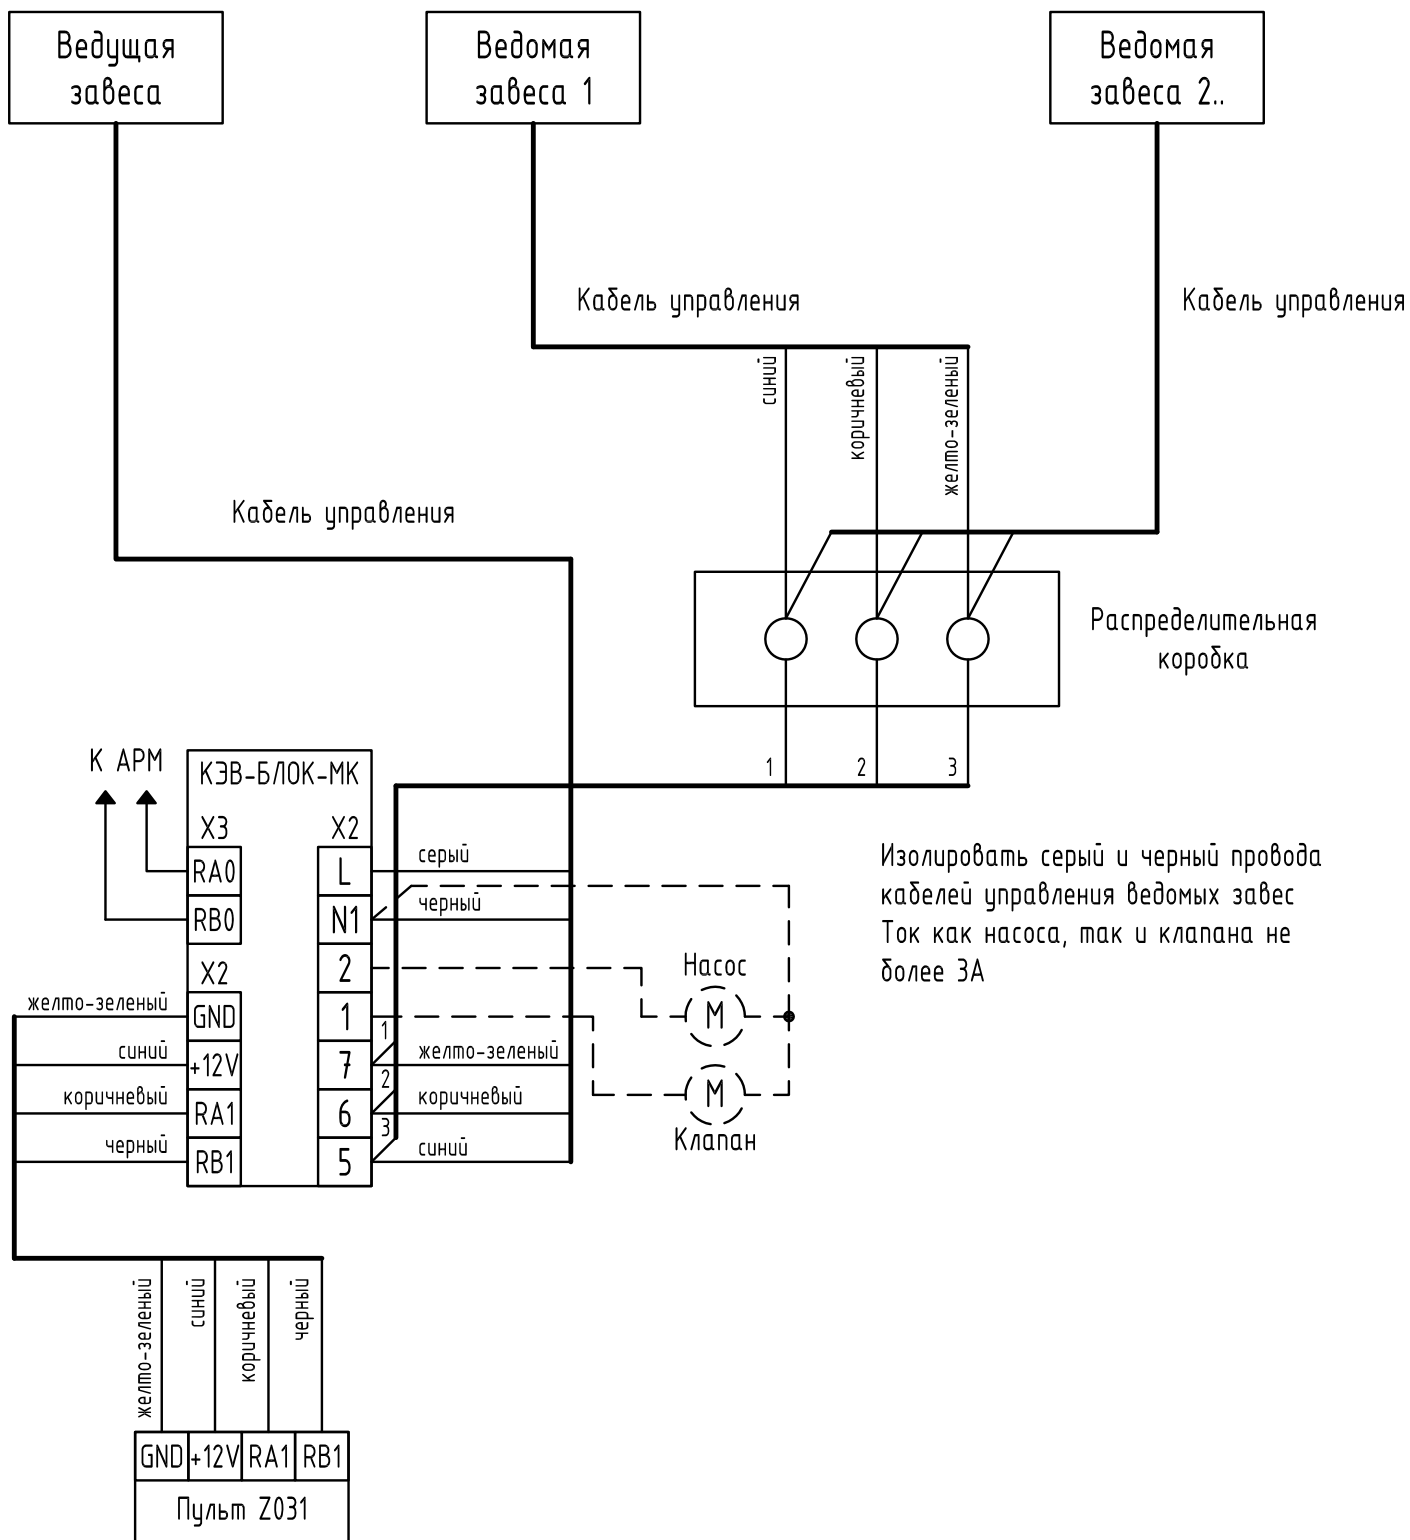 Ведущая
завеса
Ведомая
завеса 1
Ведомая
завеса 2..
Кабель управления
Кабель управления
синий
коричневый
желто-зеленый
Кабель управления
Распределительная
коробка
1
2
3
К АРМ
КЭВ-БЛОК-МК
X3
X2
RA0
L
серый
RB0
N1
черный
X2
2
Насос
M
желто-зеленый
GND
1
1
синий
+12V
7
желто-зеленый
2
M
Клапан
коричневый
RA1
6
коричневый
3
черный
RB1
5
синий
Изолировать серый и черный провода
кабелей управления ведомых завес
Ток как насоса, так и клапана не
более 3А
желто-зеленый
синий
коричневый
черный
GND
+12V
RA1
RB1
Пульт Z031